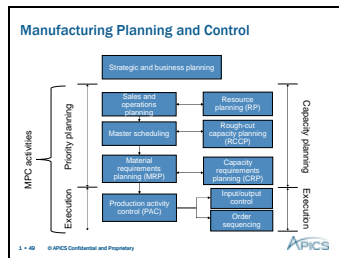 Manufacturing Planning and Control
Strategic and business planning
Sales and
operations
planning
Resource
planning (RP)
Master scheduling
Rough-cut
capacity planning
(RCCP)
Material
requirements
planning (MRP)
Capacity
requirements
planning (CRP)
Production activity
control (PAC)
Input/output
control
Order
sequencing
MPC activities
Priority planning
Execution
Capacity planning
Execution
1 • 49 © APICS Confidential and Proprietary
APICS